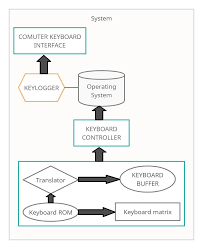 System
COMUTER KEYBOARD
INTERFACE
KEYLOGGER
Operating
System
KEYBOARD
CONTROLLER
Translator
KEYBOARD
BUFFER
Keyboard ROM
Keyboard matrix